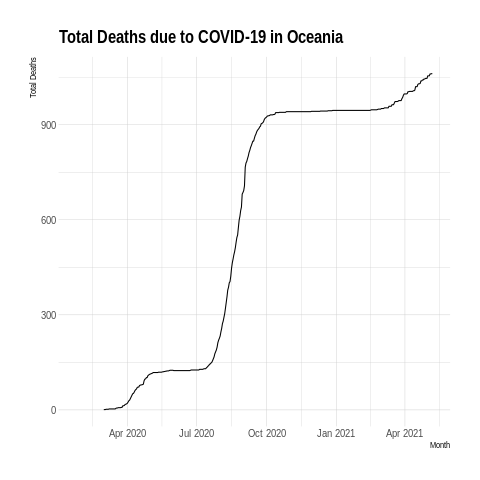 Total Deaths due to COVID-19 in Oceania
Total Deaths
900
600
300
0
Apr 2020 Jul 2020 Oct 2020 Jan 2021 Apr 2021
Month